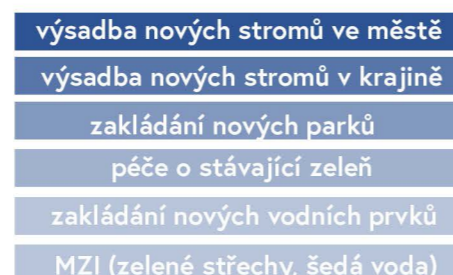 výsadba nových stromů ve městě
výsadba nových stromů v krajině
zakládání nových parků
péče o stávající zeleň
zakládání nových vodních prvků
MZI (zelené střechy, šedá voda)